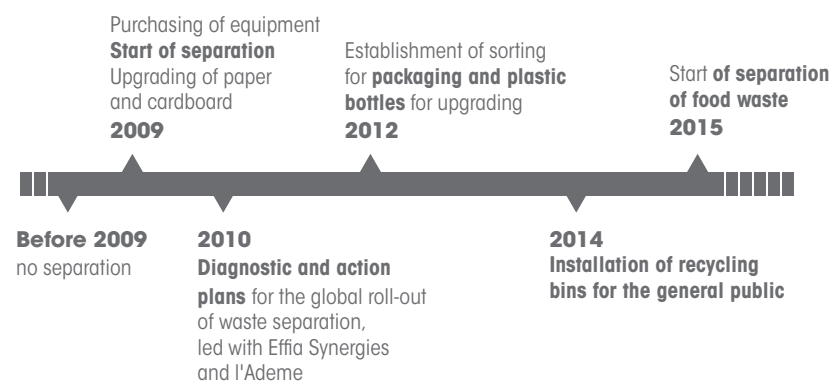 Purchasing of equipment
Start of separation
Upgrading of paper
and cardboard
2009
Establishment of sorting
for packaging and plastic
bottles for upgrading
2012
Start of separation
of food waste
2015
Before 2009
no separation
2010
Diagnostic and action
plans for the global roll-out
of waste separation,
led with Effia Synergies
and l'Ademe
2014
Installation of recycling
bins for the general public